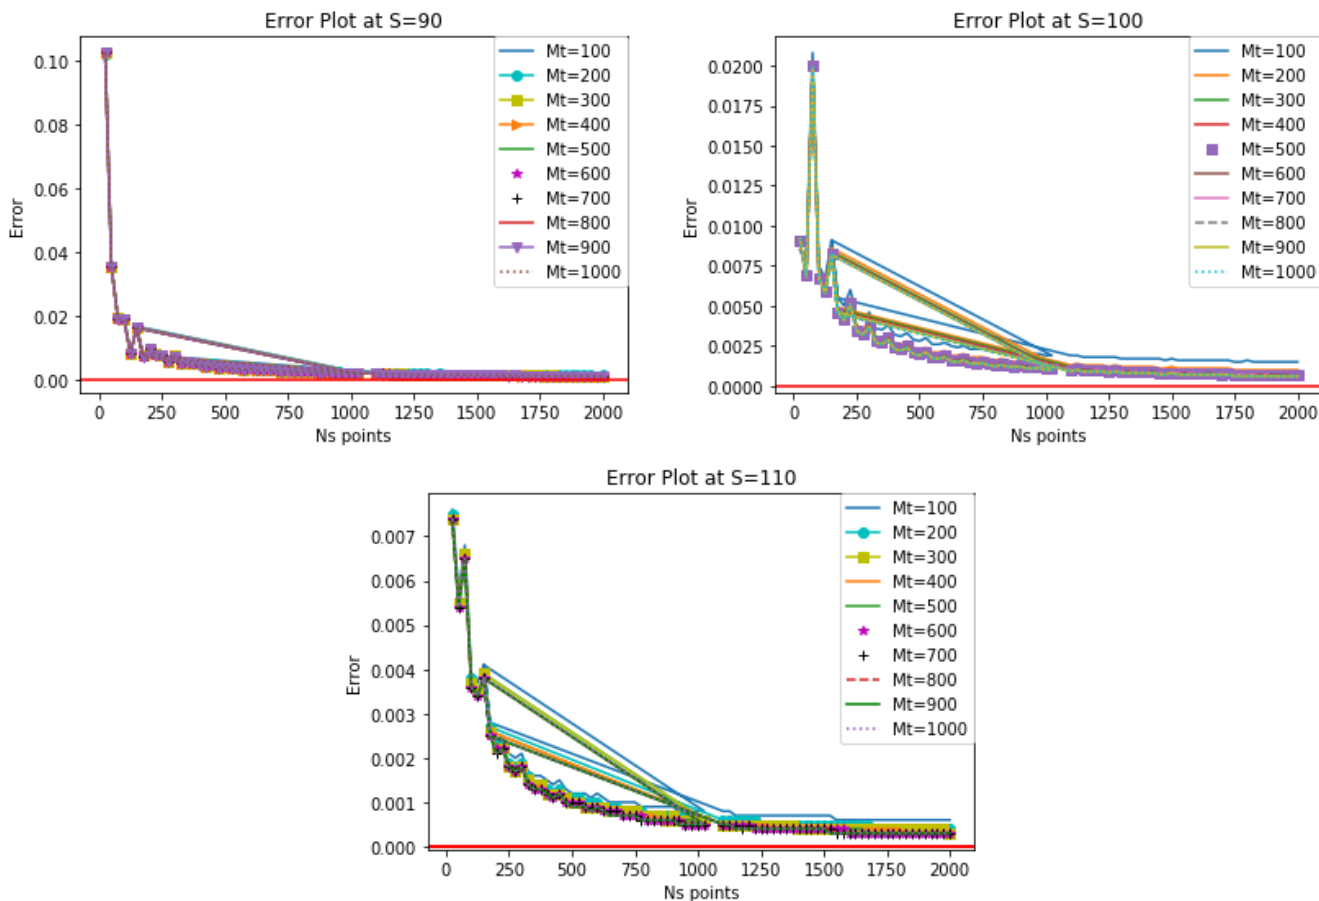 Error Plot at S=90
Error
0.10
0.08
0.06
0.04
0.02
0.00
0 250 500 750 1000 1250 1500 1750 2000
Ns points
Mt=100
Mt=200
Mt=300
Mt=400
Mt=500
Mt=600
Mt=700
Mt=800
Mt=900
Mt=1000
Error Plot at S=100
Error
0.0200
0.0175
0.0150
0.0125
0.0100
0.0075
0.0050
0.0025
0.0000
0 250 500 750 1000 1250 1500 1750 2000
Ns points
Mt=100
Mt=200
Mt=300
Mt=400
Mt=500
Mt=600
Mt=700
Mt=800
Mt=900
Mt=1000
Error Plot at S=110
Error
0.007
0.006
0.005
0.004
0.003
0.002
0.001
0.000
0 250 500 750 1000 1250 1500 1750 2000
Ns points
Mt=100
Mt=200
Mt=300
Mt=400
Mt=500
Mt=600
Mt=700
Mt=800
Mt=900
Mt=1000